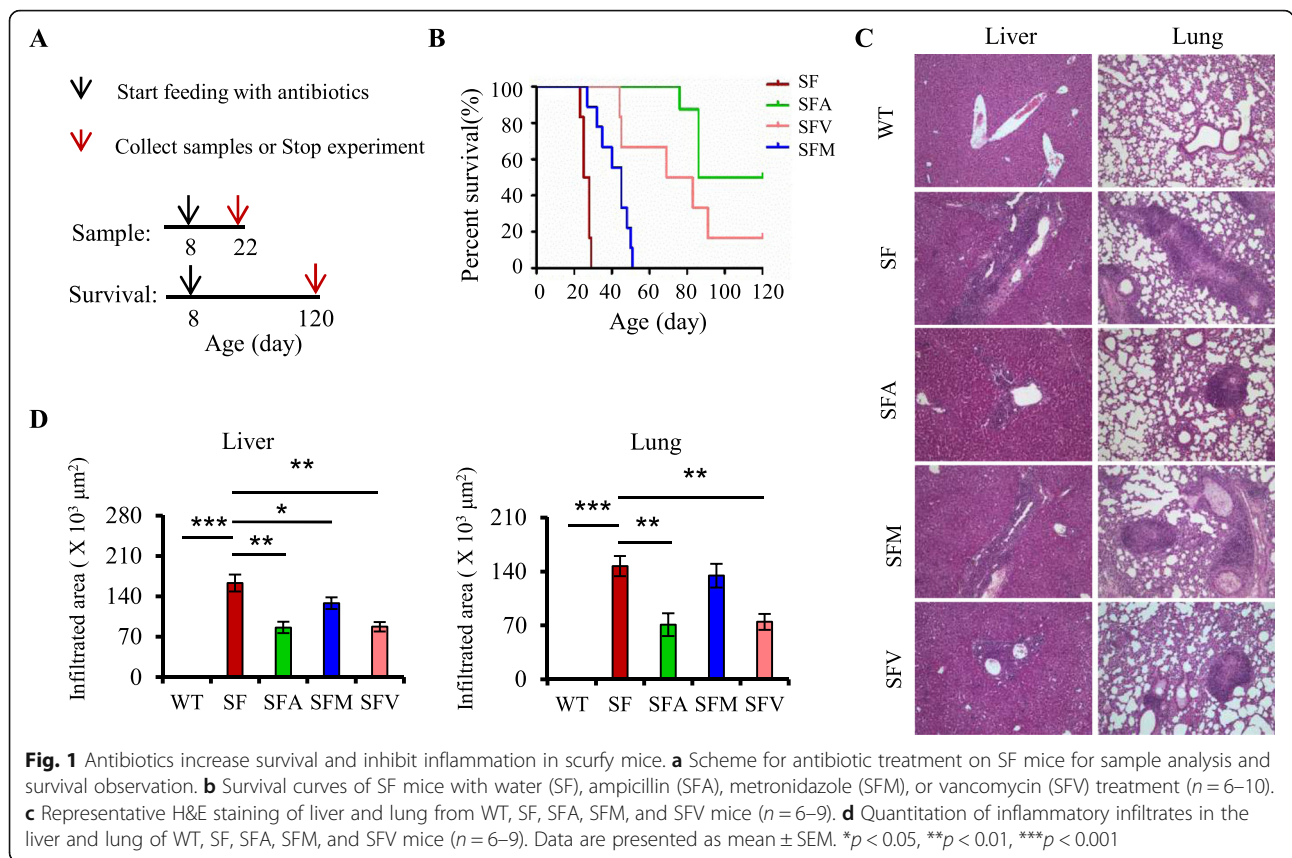 A
Start feeding with antibiotics
Collect samples or Stop experiment
Sample:
8 22
Survival:
8 120
Age (day)
B
Percent survival(%)
100
80
60
40
20
0
0 20 40 60 80 100 120
Age (day)
SF
SFA
SFV
SFM
C
Liver Lung
WT
SF
SFA
SFM
SFV
D
Liver
Infiltrated area ( X 10³ μm²)
280
210
140
70
0
***
**
*
**
WT SF SFA SFM SFV
Lung
Infiltrated area ( X 10³ μm²)
210
140
70
0
***
**
**
WT SF SFA SFM SFV
Fig. 1 Antibiotics increase survival and inhibit inflammation in scurfy mice. a Scheme for antibiotic treatment on SF mice for sample analysis and
survival observation. b Survival curves of SF mice with water (SF), ampicillin (SFA), metronidazole (SFM), or vancomycin (SFV) treatment (n = 6–10).
c Representative H&E staining of liver and lung from WT, SF, SFA, SFM, and SFV mice (n = 6–9). d Quantitation of inflammatory infiltrates in the
liver and lung of WT, SF, SFA, SFM, and SFV mice (n = 6–9). Data are presented as mean ± SEM. *p < 0.05, **p < 0.01, ***p < 0.001